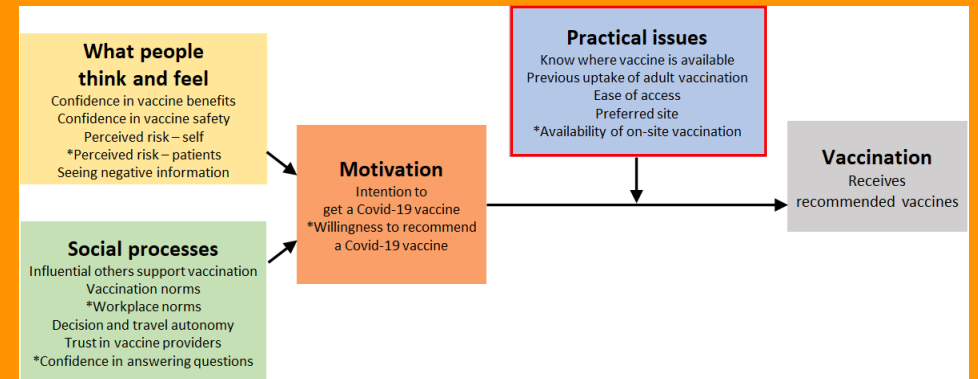 What people
think and feel
Confidence in vaccine benefits
Confidence in vaccine safety
Perceived risk – self
*Perceived risk – patients
Seeing negative information
Social processes
Influential others support vaccination
Vaccination norms
*Workplace norms
Decision and travel autonomy
Trust in vaccine providers
*Confidence in answering questions
Motivation
Intention to
get a Covid-19 vaccine
*Willingness to recommend
a Covid-19 vaccine
Practical issues
Know where vaccine is available
Previous uptake of adult vaccination
Ease of access
Preferred site
*Availability of on-site vaccination
Vaccination
Receives
recommended vaccines